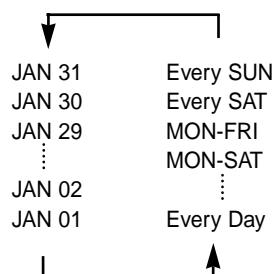 JAN 31 Every SUN
JAN 30 Every SAT
JAN 29 MON-FRI
MON-SAT
JAN 02
JAN 01 Every Day